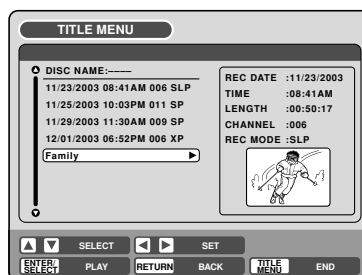 TITLE MENU
DISC NAME:----
11/23/2003 08:41AM 006 SLP
11/25/2003 10:03PM 011 SP
11/29/2003 11:30AM 009 SP
12/01/2003 06:52PM 006 XP
Family
REC DATE :11/23/2003
TIME :08:41AM
LENGTH :00:50:17
CHANNEL :006
REC MODE :SLP
SELECT SET
ENTER/SELECT PLAY RETURN BACK TITLE MENU END